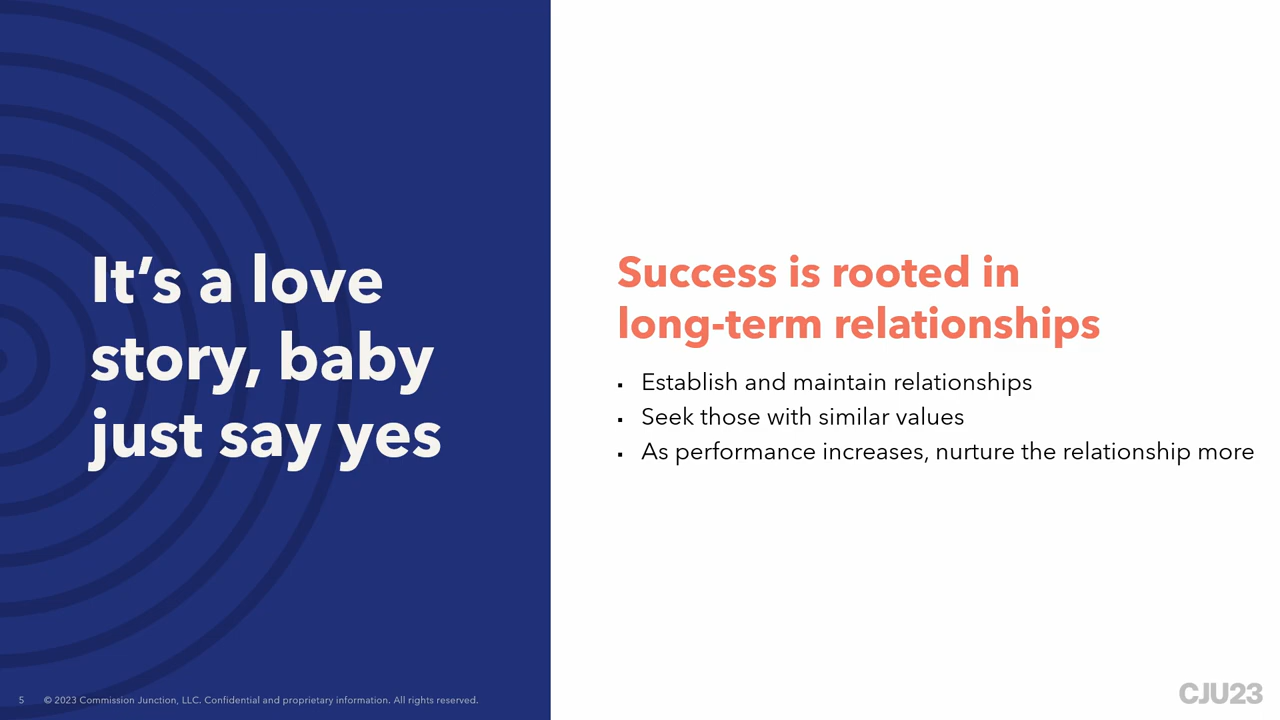 It’s a love
story, baby
just say yes
Success is rooted in
long-term relationships
▪ Establish and maintain relationships
▪ Seek those with similar values
▪ As performance increases, nurture the relationship more
5 © 2023 Commission Junction, LLC. Confidential and proprietary information. All rights reserved.
CJU23